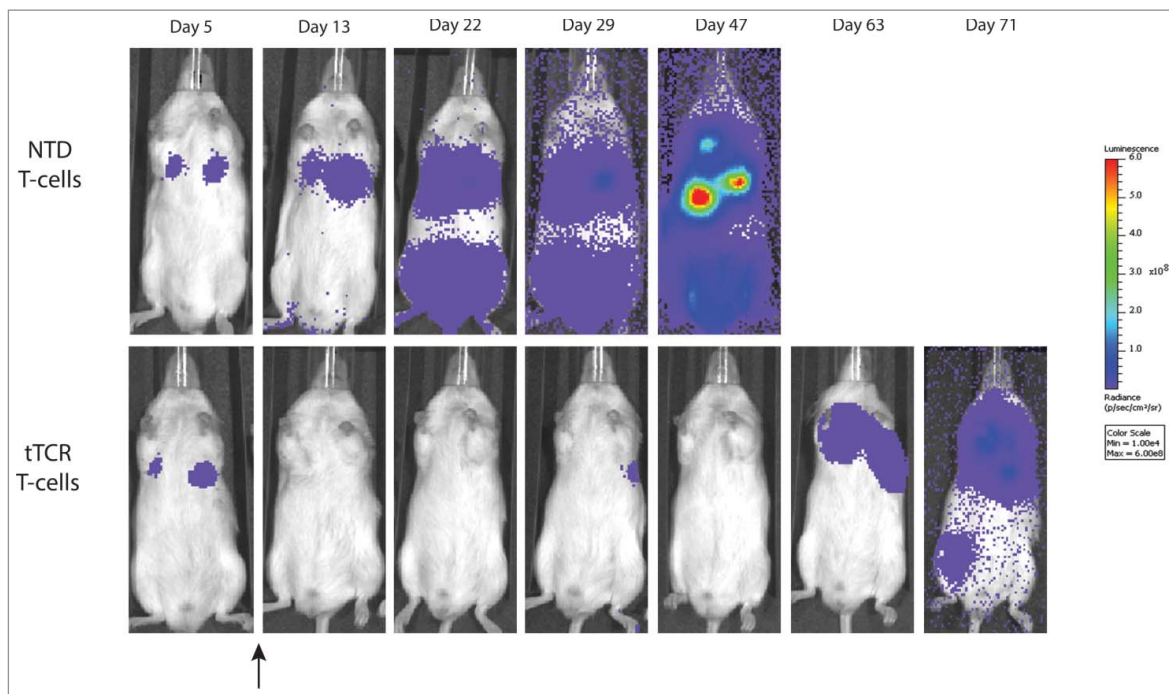 Day 5 Day 13 Day 22 Day 29 Day 47 Day 63 Day 71
NTD
T-cells
tTCR
T-cells
Luminescence
6.0
5.0
4.0
3.0
x10⁸
2.0
1.0
Radiance
(p/sec/cm²/sr)
Color Scale
Min = 1.00e4
Max = 6.00e8